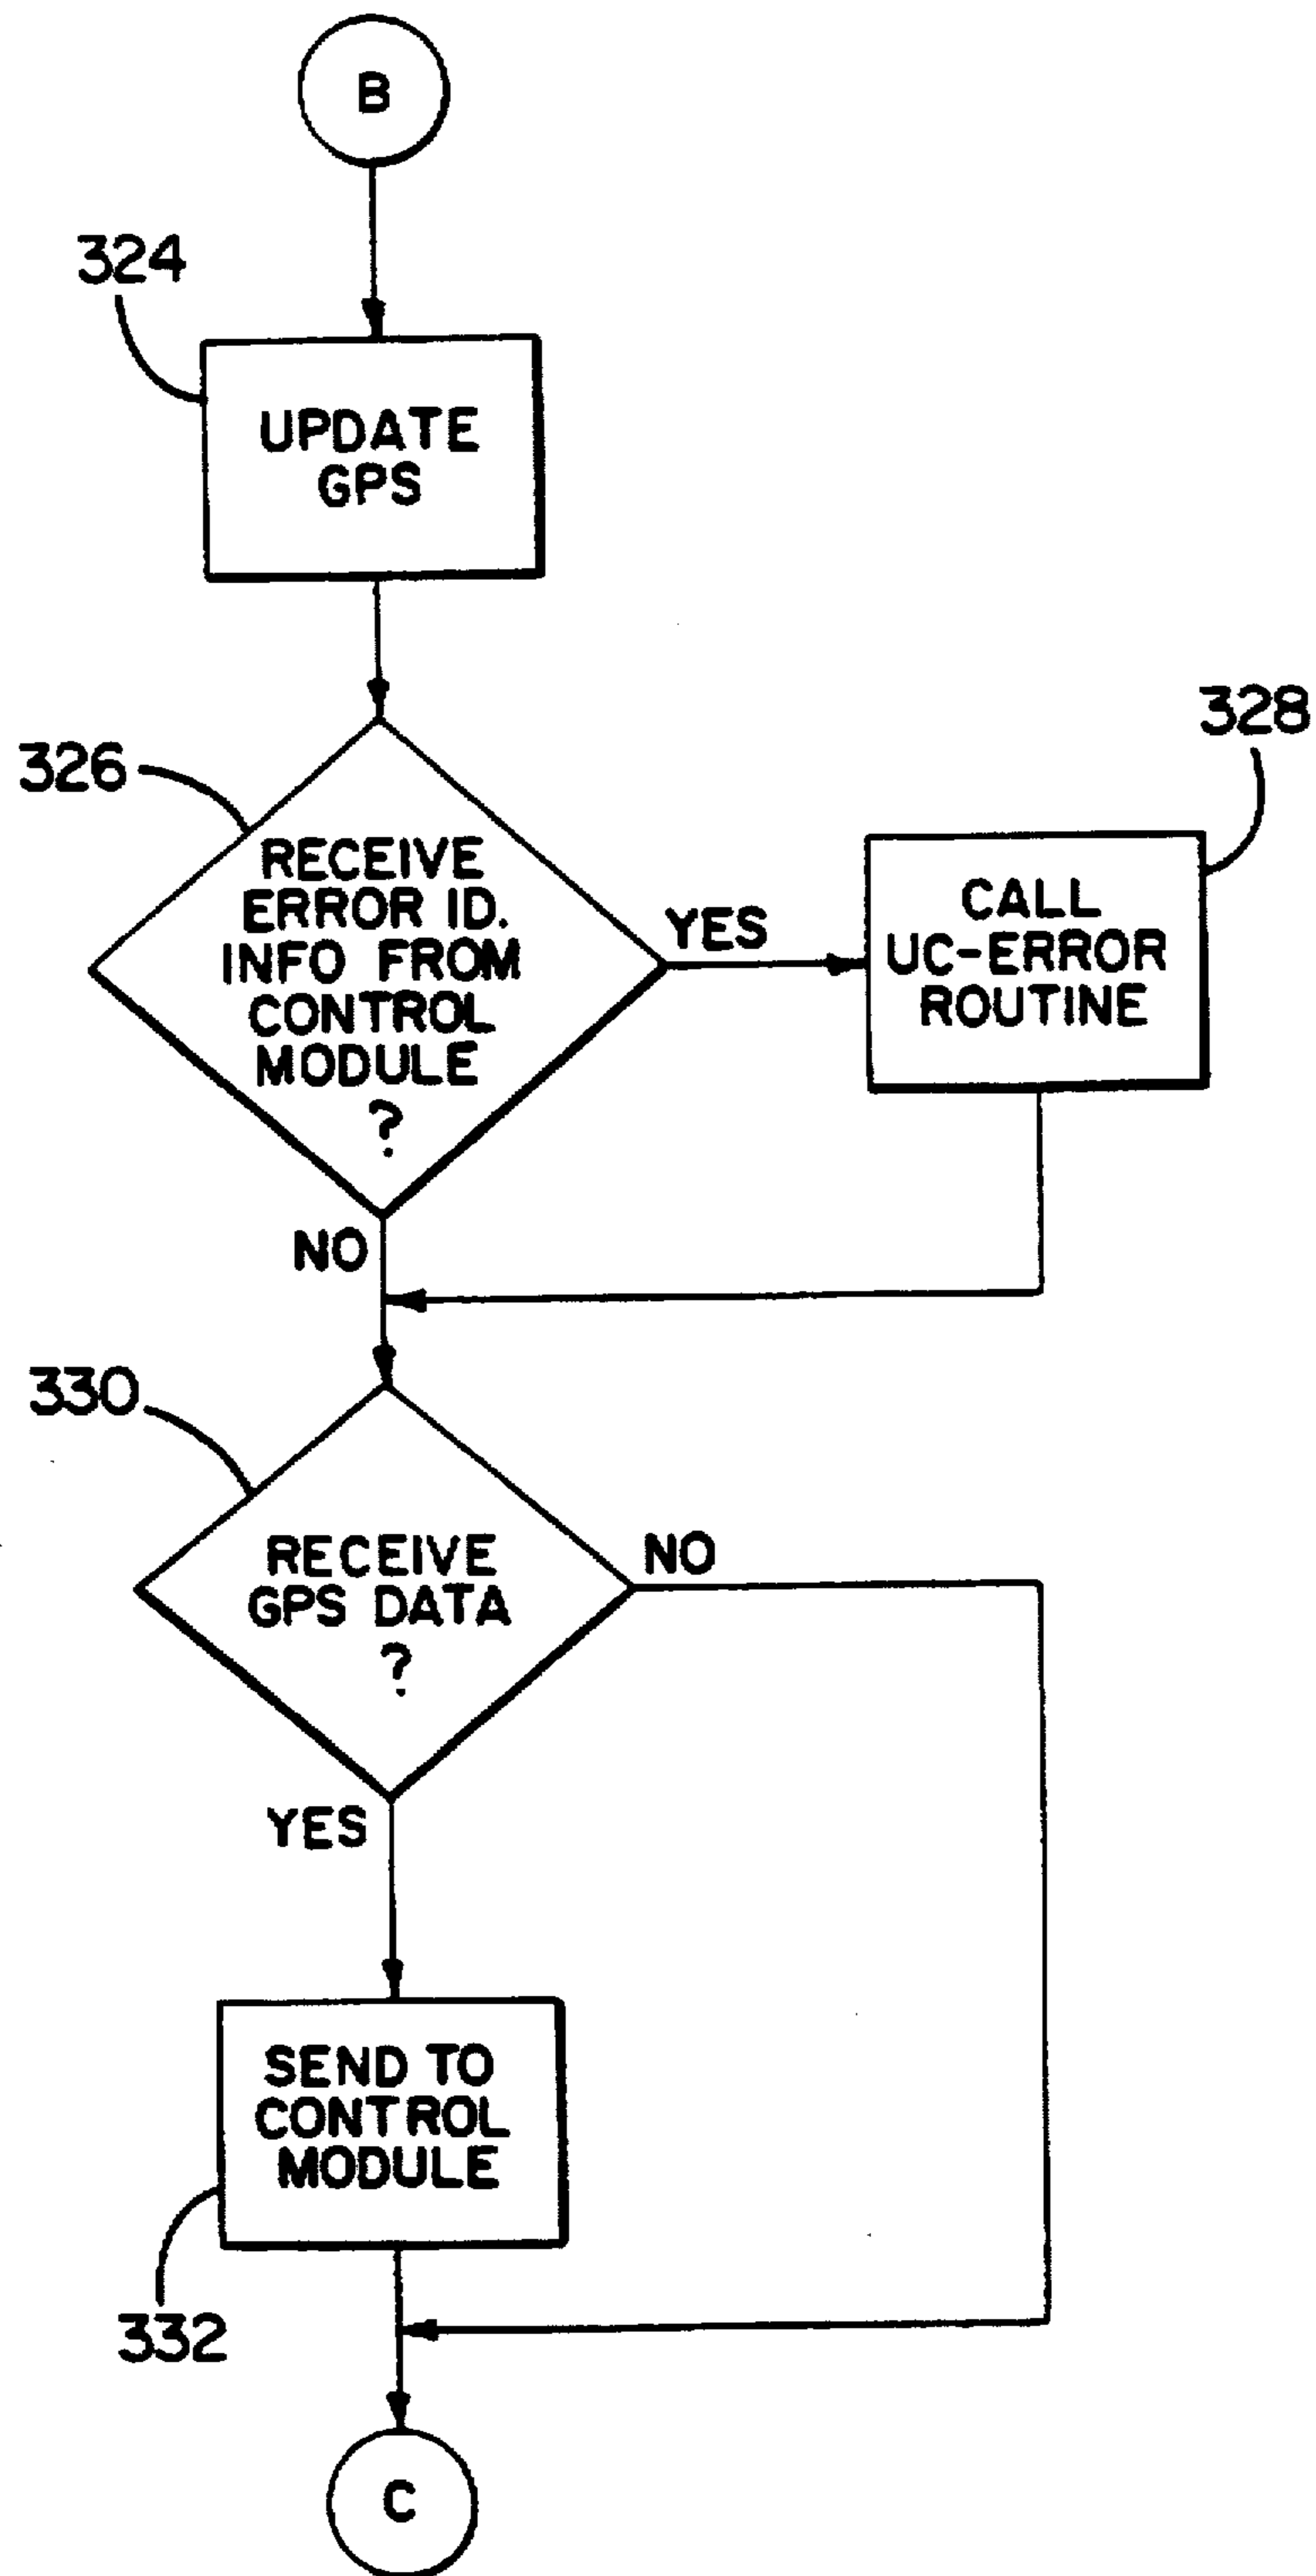 B
324
UPDATE
GPS
326
RECEIVE
ERROR ID.
INFO FROM
CONTROL
MODULE
?
YES
328
CALL
UC-ERROR
ROUTINE
NO
330
RECEIVE
GPS DATA
?
NO
YES
SEND TO
CONTROL
MODULE
332
C